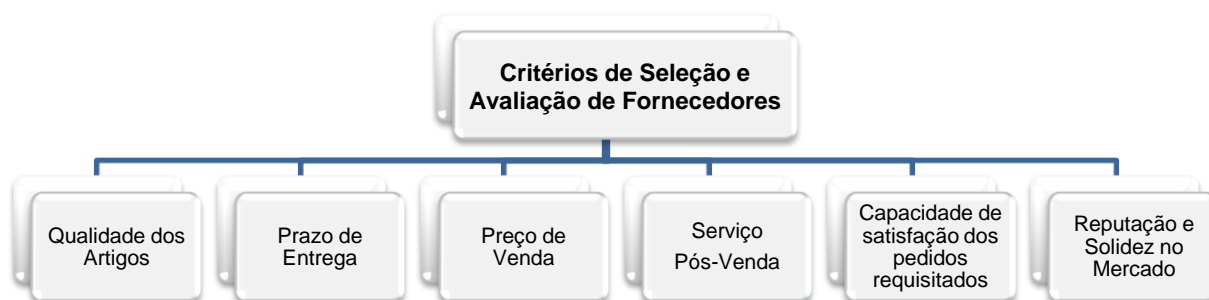 Critérios de Seleção e
Avaliação de Fornecedores
Qualidade dos
Artigos
Prazo de
Entrega
Preço de
Venda
Serviço
Pós-Venda
Capacidade de
satisfação dos
pedidos
requisitados
Reputação e
Solidez no
Mercado